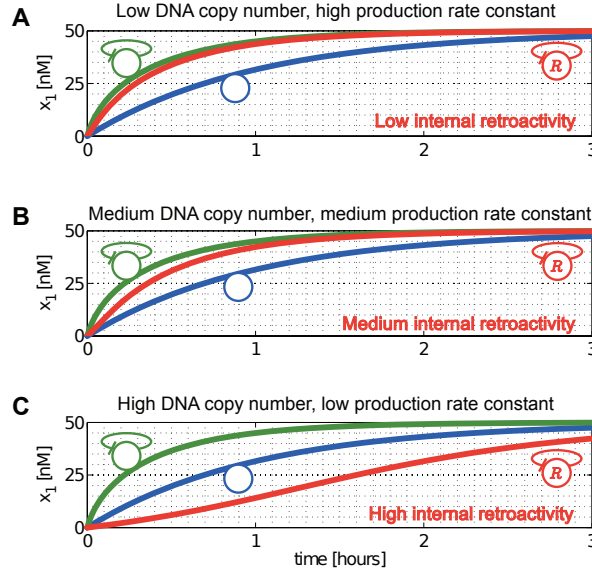 A
Low DNA copy number, high production rate constant
50
25
0
x1 [nM]
R
Low internal retroactivity
0 1 2 3
B
Medium DNA copy number, medium production rate constant
50
25
0
x1 [nM]
R
Medium internal retroactivity
0 1 2 3
C
High DNA copy number, low production rate constant
50
25
0
x1 [nM]
R
High internal retroactivity
0 1 2 3
time [hours]